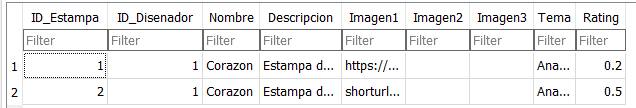 ID_Estampa ID_Disenador Nombre Descripcion Imagen1 Imagen2 Imagen3 Tema Rating
Filter Filter Filter Filter Filter Filter Filter Filter Filter
1 1 1 Corazon Estampa d... https://... Ana... 0.2
2 2 1 Corazon Estampa d... shorturl... Ana... 0.5